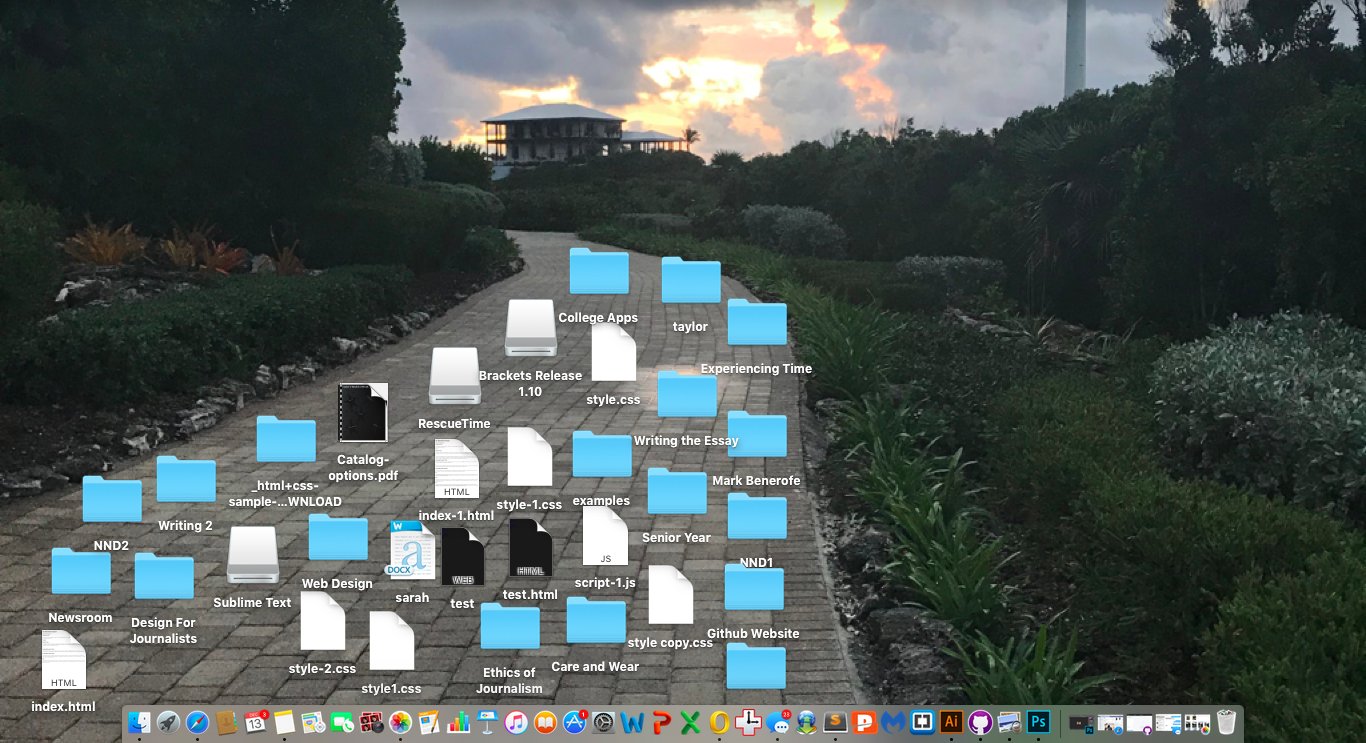 College Apps
taylor
Experiencing Time
Brackets Release
1.10
style.css
RescueTime
Writing the Essay
Catalog-
options.pdf
Mark Benerofe
_html+css-
sample-...WNLOAD
HTML
index-1.html
style-1.css
examples
Writing 2
Senior Year
NND2
NND1
W
a
DOCX
sarah
WEB
test
HTML
test.html
JS
script-1.js
Web Design
Sublime Text
Newsroom
Design For
Journalists
Github Website
style copy.css
style-2.css
style1.css
Ethics of
Journalism
Care and Wear
HTML
index.html
DEC
13
Ai
Ps